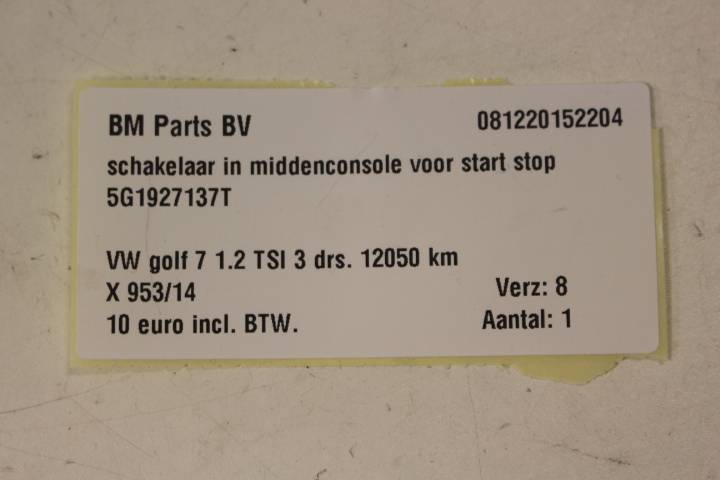 BM Parts BV 081220152204
schakelaar in middenconsole voor start stop
5G1927137T
VW golf 7 1.2 TSI 3 drs. 12050 km
X 953/14 Verz: 8
10 euro incl. BTW. Aantal: 1